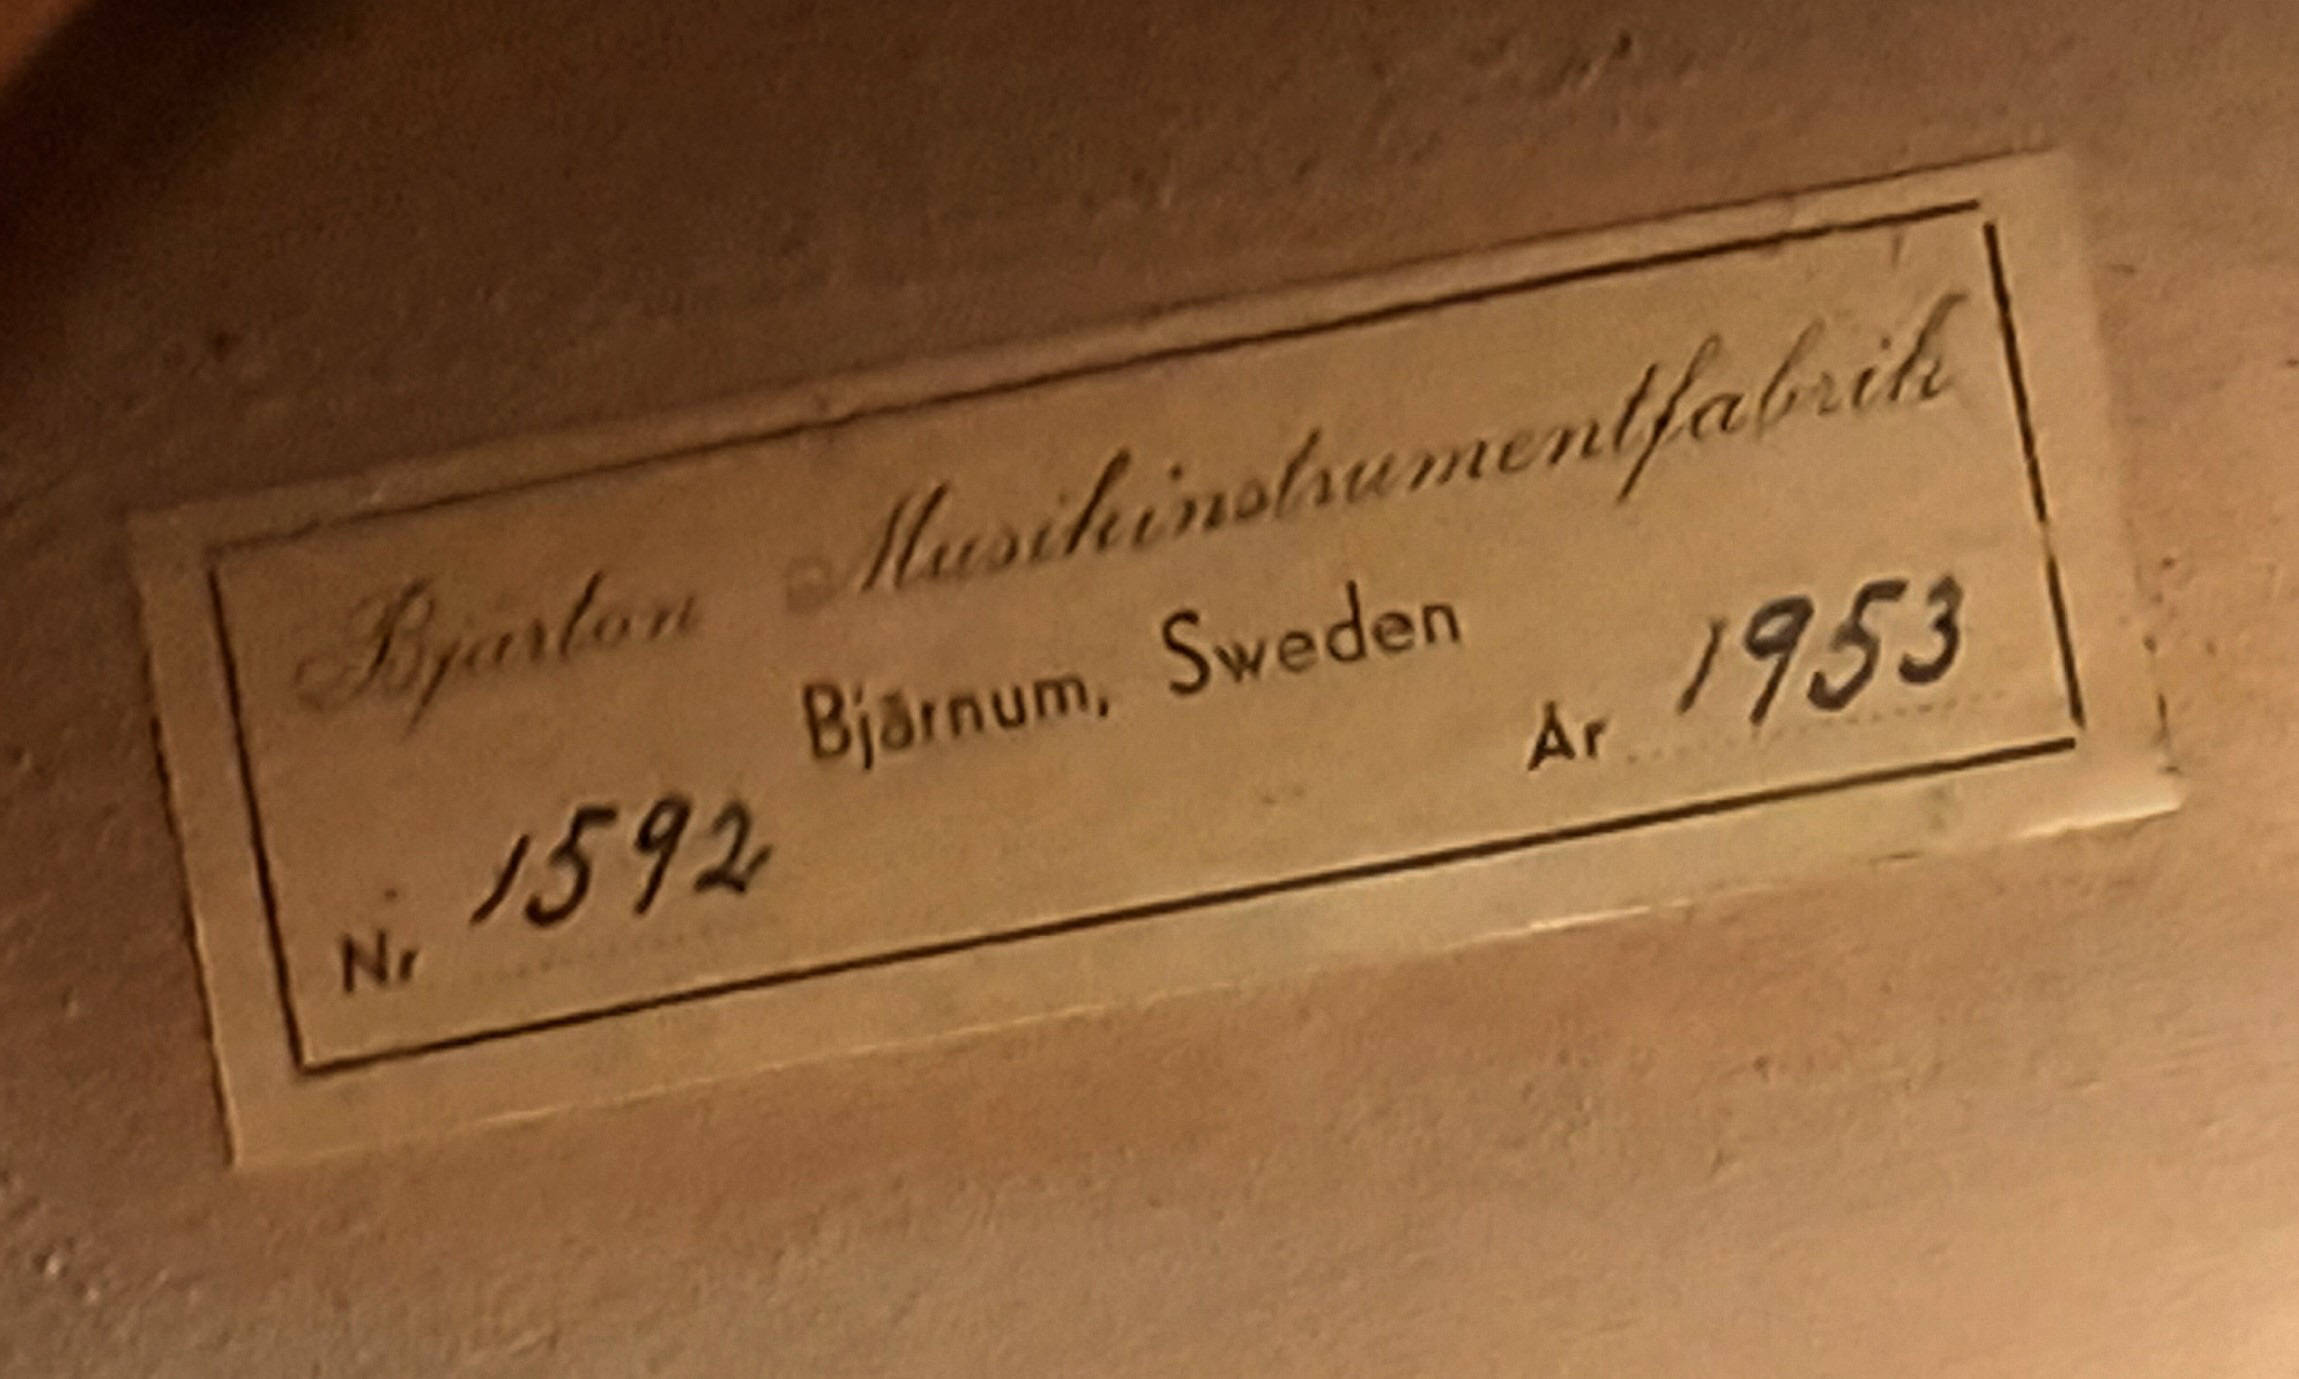 Bjärton Musikinstrumentfabrik
Bjärnum, Sweden
Nr 1592 År 1953